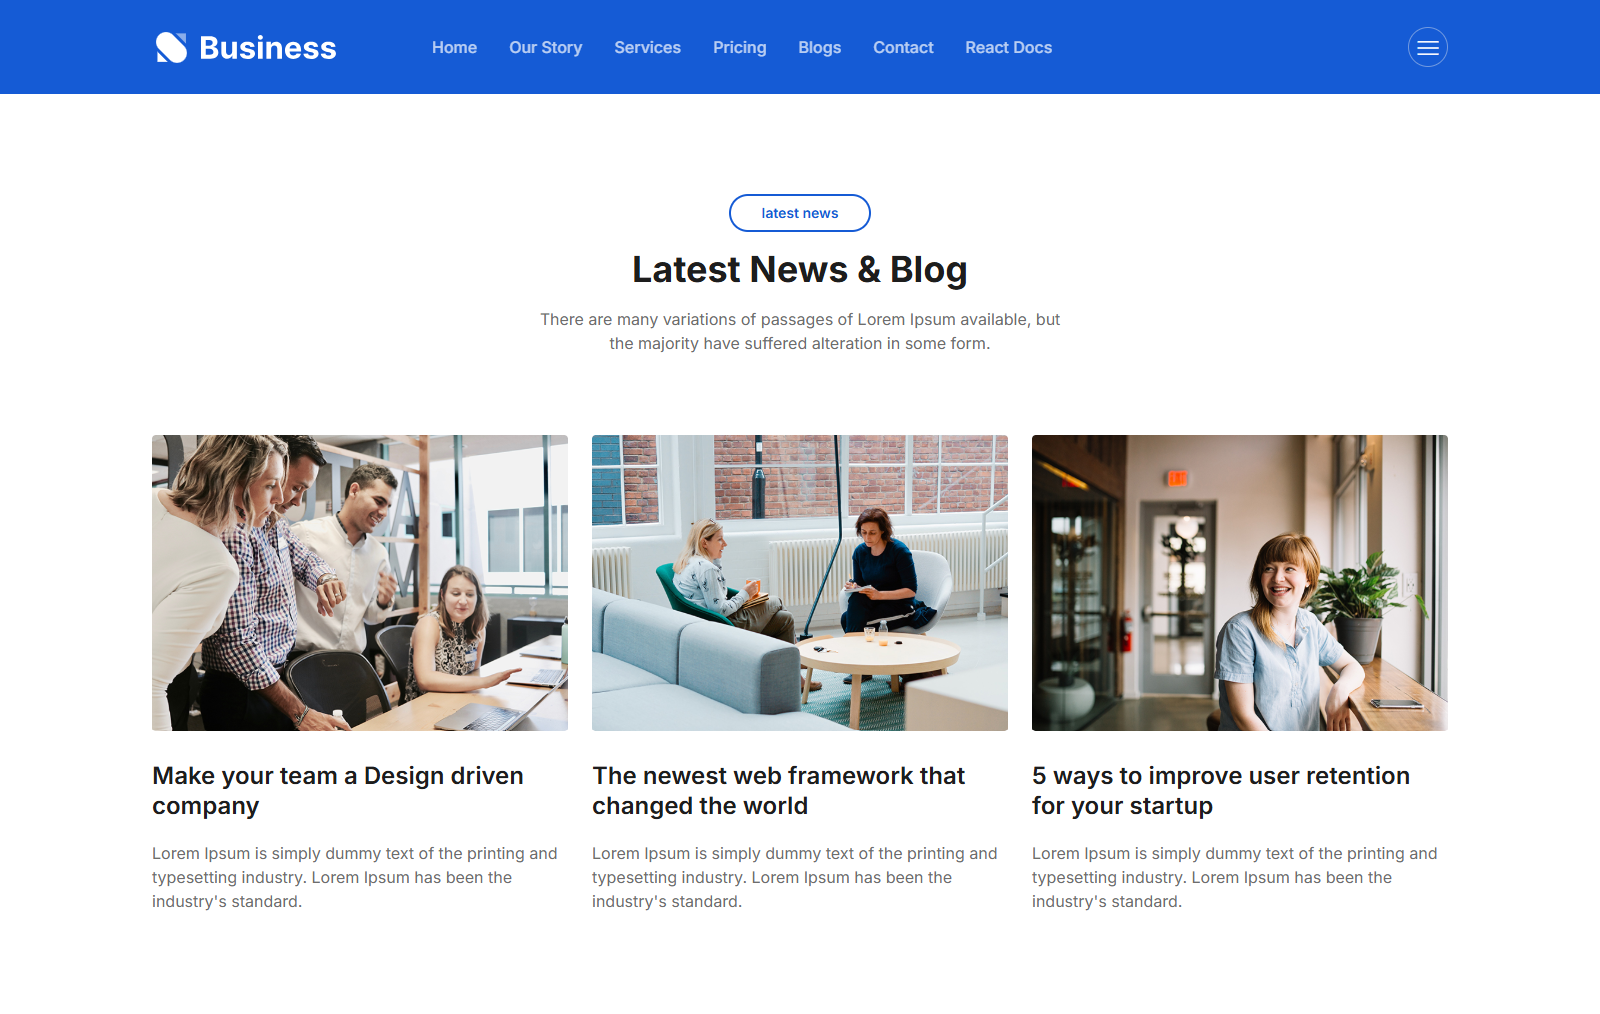 Business
Home Our Story Services Pricing Blogs Contact React Docs
latest news
Latest News & Blog
There are many variations of passages of Lorem Ipsum available, but
the majority have suffered alteration in some form.
Make your team a Design driven
company
Lorem Ipsum is simply dummy text of the printing and
typesetting industry. Lorem Ipsum has been the
industry's standard.
The newest web framework that
changed the world
Lorem Ipsum is simply dummy text of the printing and
typesetting industry. Lorem Ipsum has been the
industry's standard.
5 ways to improve user retention
for your startup
Lorem Ipsum is simply dummy text of the printing and
typesetting industry. Lorem Ipsum has been the
industry's standard.